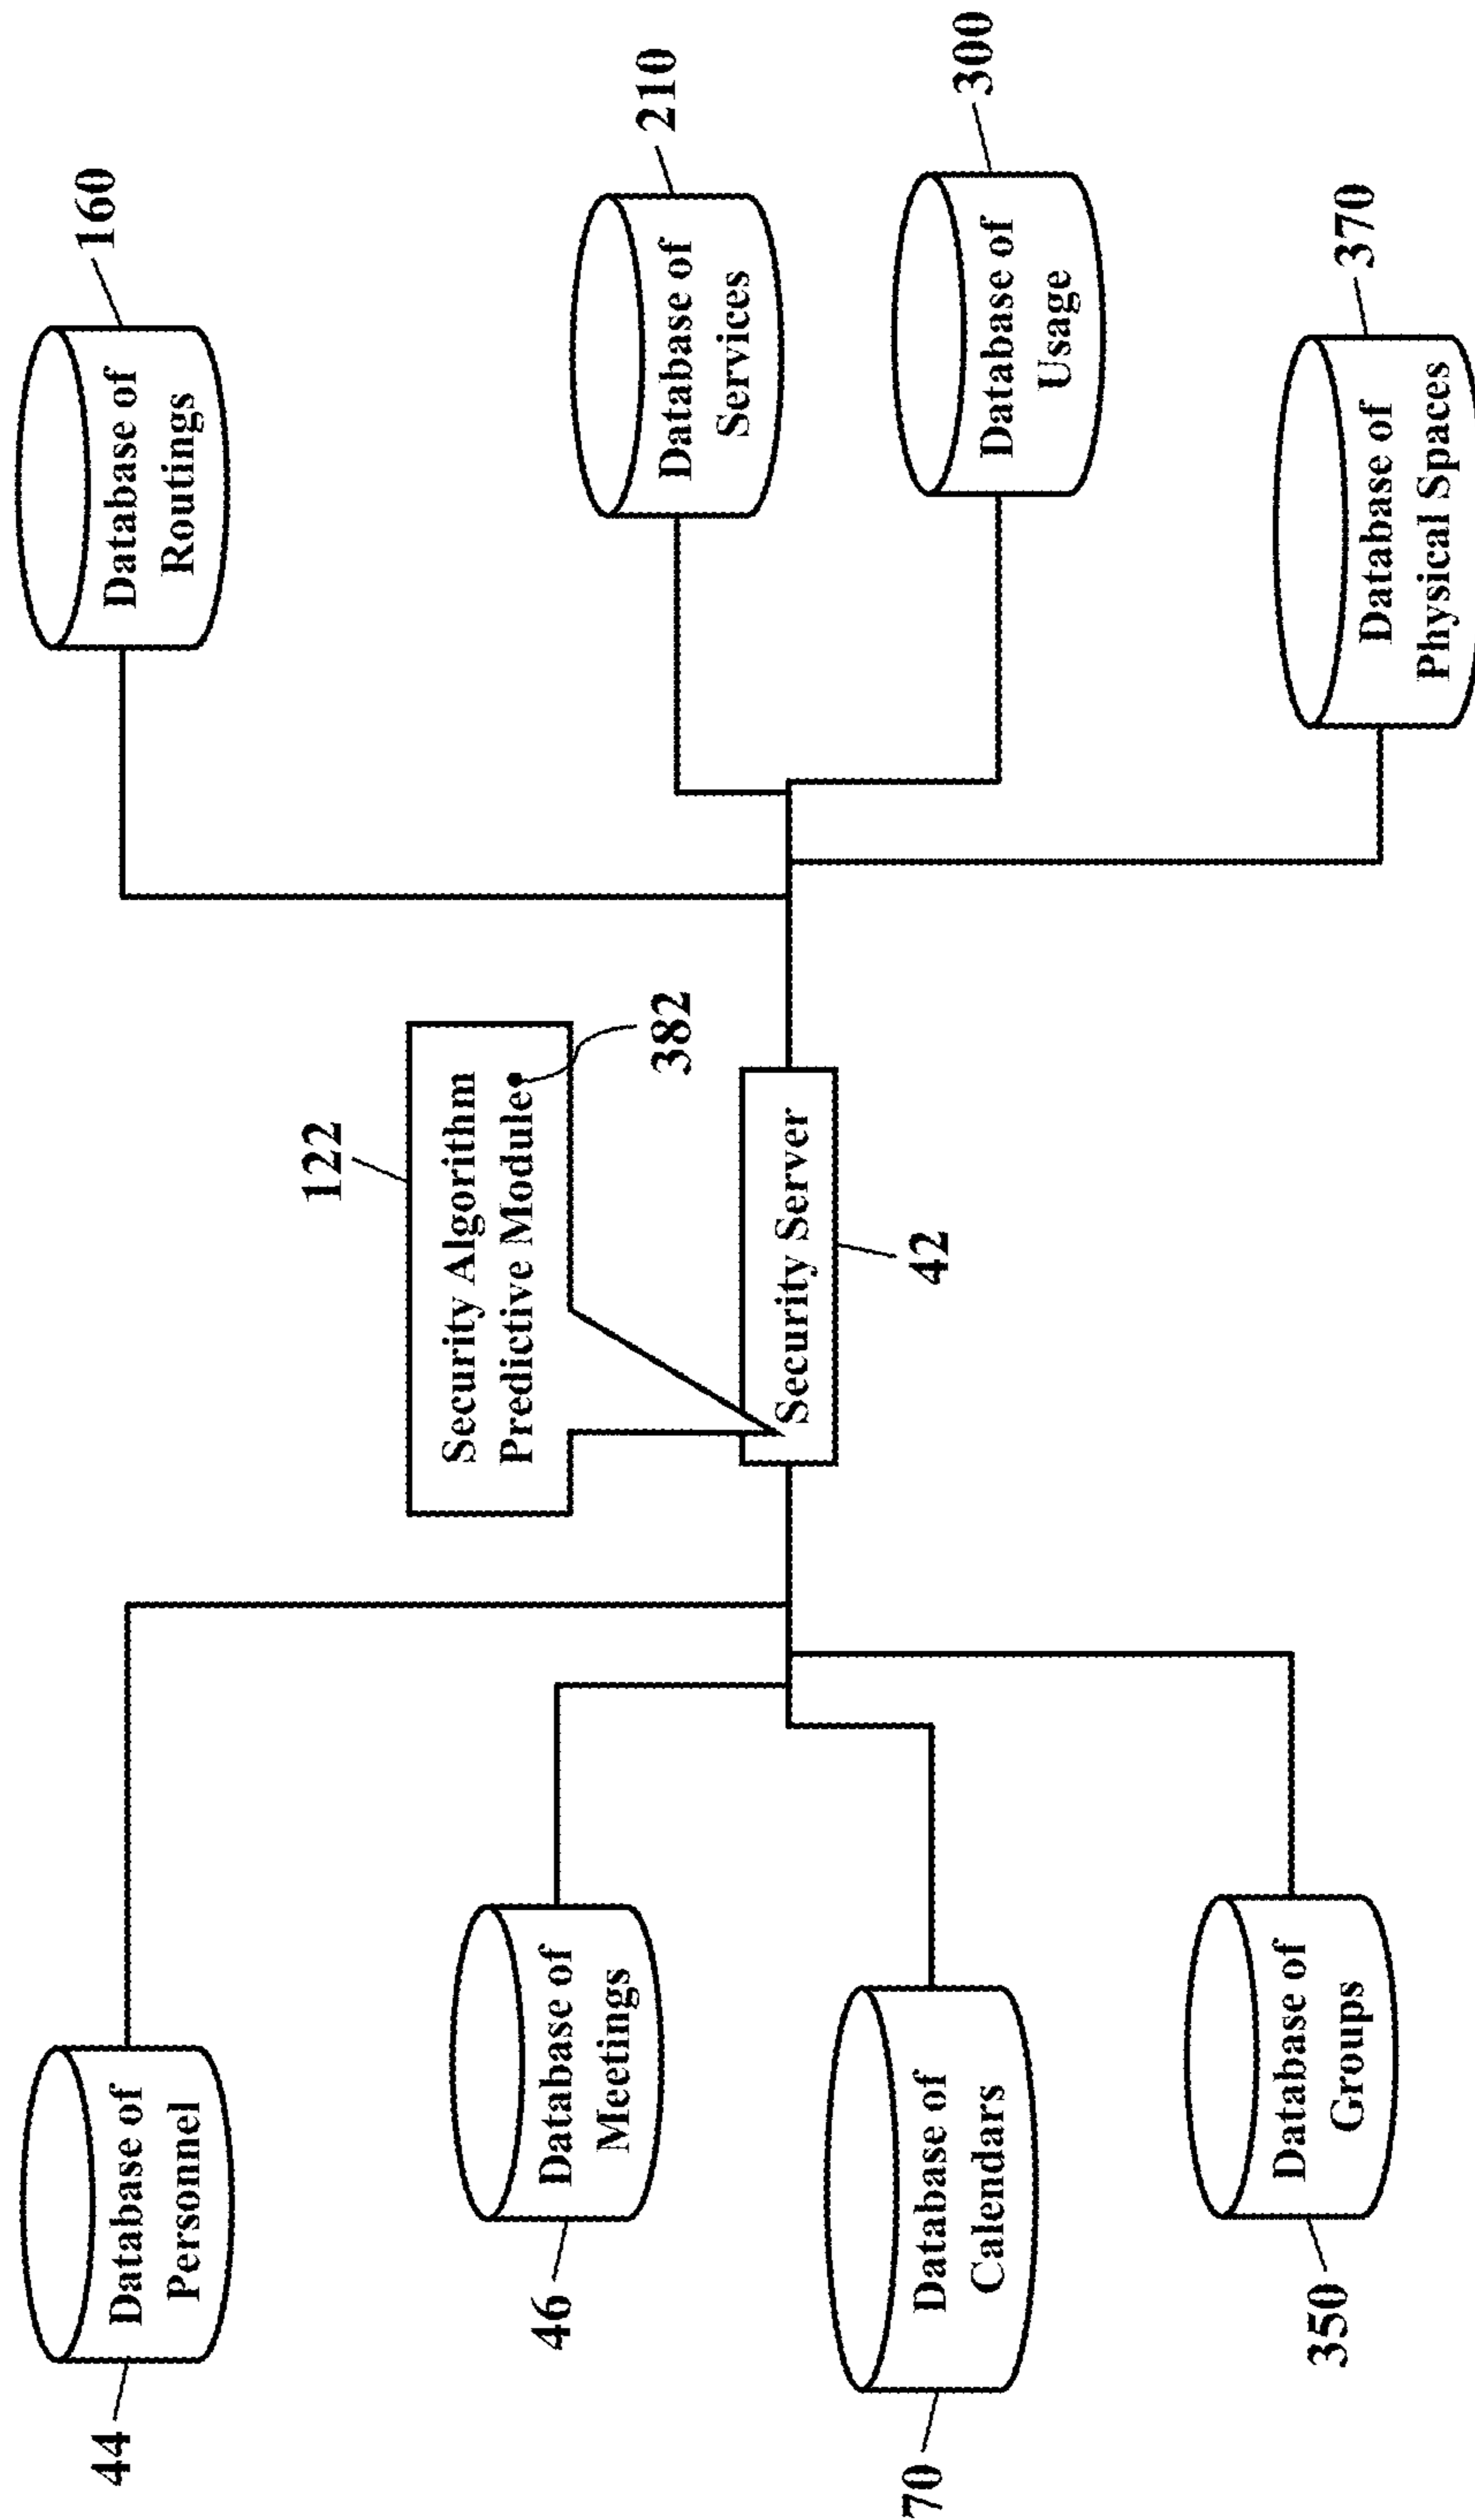 44
Database of
Personnel
Database of
Routings
160
122
Security Algorithm
Predictive Module
382
46
Database of
Meetings
Database of
Services
210
Security Server
42
70
Database of
Calendars
Database of
Usage
300
350
Database of
Groups
Database of
Physical Spaces
370